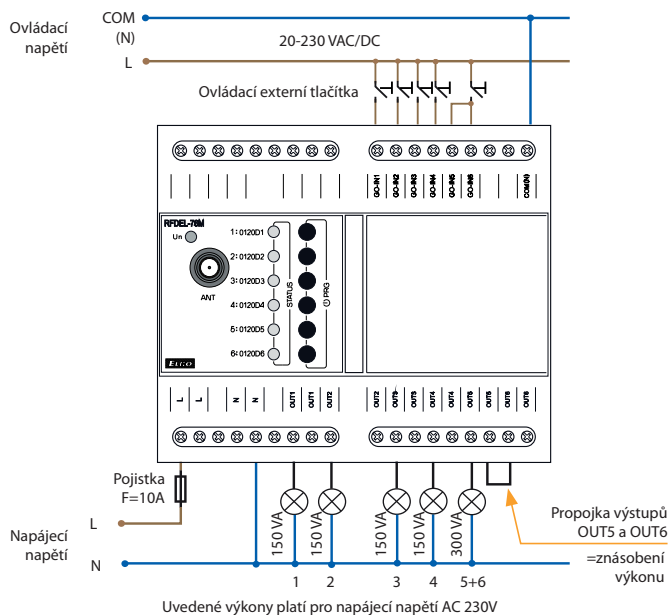 Ovládací
napětí
COM
(N)
L
20-230 VAC/DC
Ovládací externí tlačítka
GO-IN1
GO-IN2
GO-IN3
GO-IN4
GO-IN5
GO-IN6
COM(N)
RFDEL-76M
Un
ANT
1: 0120D1
2: 0120D2
3: 0120D3
4: 0120D4
5: 0120D5
6: 0120D6
STATUS
PRG
ELKO
L
L
N
N
OUT1
OUT1
OUT2
OUT2
OUT3
OUT3
OUT4
OUT4
OUT5
OUT5
OUT6
OUT6
Pojistka
F=10A
L
Napájecí
napětí
N
150 VA
150 VA
150 VA
150 VA
300 VA
1
2
3
4
5+6
Propojka výstupů
OUT5 a OUT6
=znásobení
výkonu
Uvedené výkony platí pro napájecí napětí AC 230V